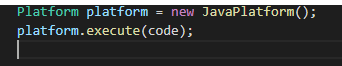 Platform platform = new JavaPlatform();
platform.execute(code);